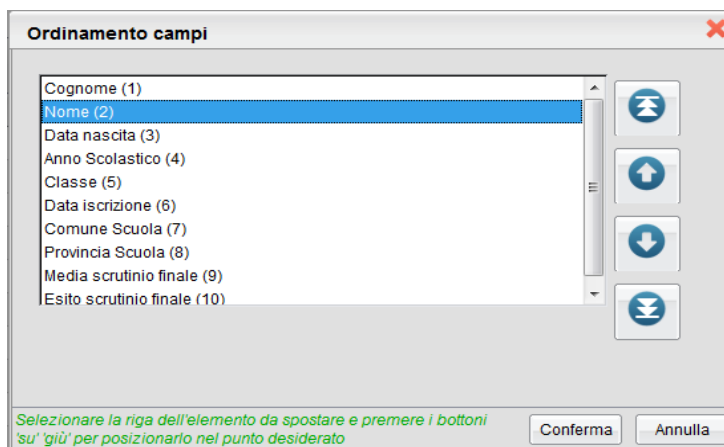 Ordinamento campi
Cognome (1)
Nome (2)
Data nascita (3)
Anno Scolastico (4)
Classe (5)
Data iscrizione (6)
Comune Scuola (7)
Provincia Scuola (8)
Media scrutinio finale (9)
Esito scrutinio finale (10)
Selezionare la riga dell'elemento da spostare e premere i bottoni
'su' 'giù' per posizionarlo nel punto desiderato
Conferma
Annulla